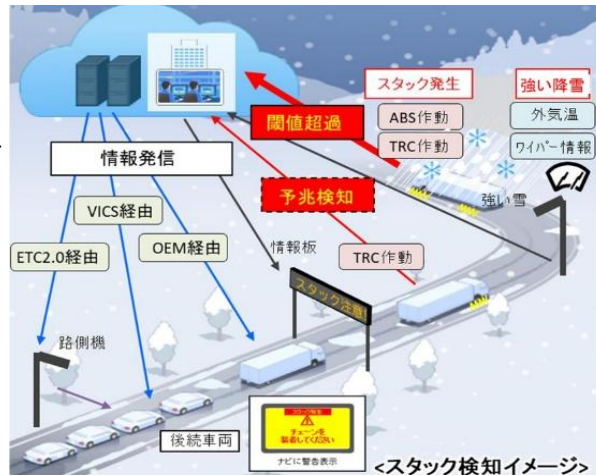 スタック発生
強い降雪
ABS作動
外気温
閾値超過
TRC作動
ワイパー情報
情報発信
予兆検知
強い雪
VICS経由
情報板
ETC2.0経由
OEM経由
TRC作動
スタック注意
路側機
チェーンを
装着してください
後続車両
ナビに警告表示
<スタック検知イメージ>